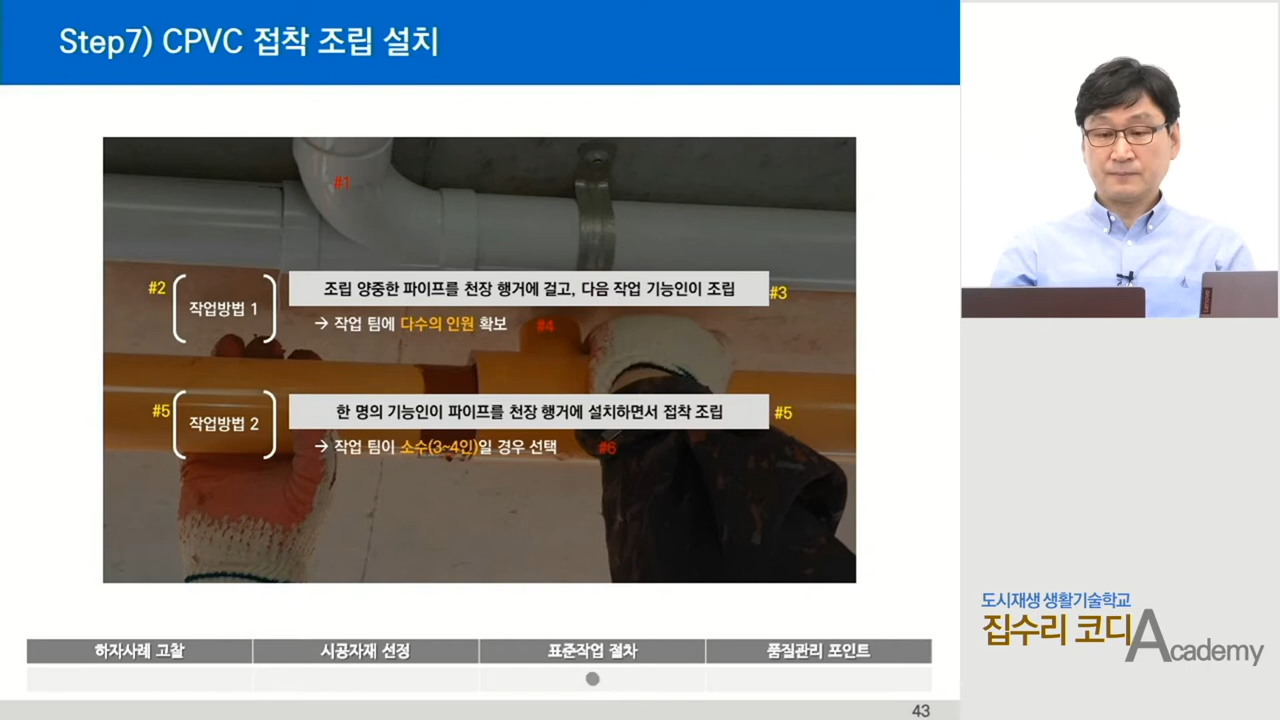 Step7) CPVC 접착 조립 설치
#1
#2
작업방법 1
조립 양중한 파이프를 천장 행거에 걸고, 다음 작업 기능인이 조립
#3
→ 작업 팀에 다수의 인원 확보
#4
#5
작업방법 2
한 명의 기능인이 파이프를 천장 행거에 설치하면서 접착 조립
#5
→ 작업 팀이 소수(3~4인)일 경우 선택
#6
하자사례 고찰
시공자재 선정
표준작업 절차
품질관리 포인트
43
Lenovo
도시재생 생활기술학교
집수리 코디 Academy